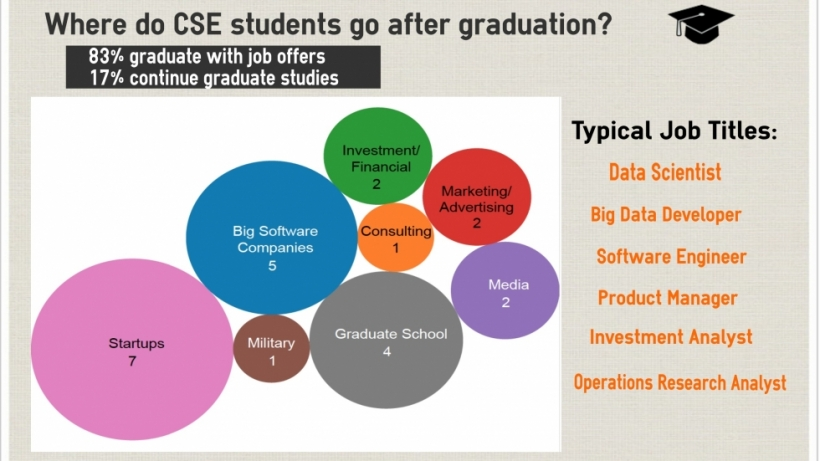 Where do CSE students go after graduation?
83% graduate with job offers
17% continue graduate studies
Investment/
Financial
2
Marketing/
Advertising
2
Big Software
Companies
5
Consulting
1
Media
2
Startups
7
Military
1
Graduate School
4
Typical Job Titles:
Data Scientist
Big Data Developer
Software Engineer
Product Manager
Investment Analyst
Operations Research Analyst